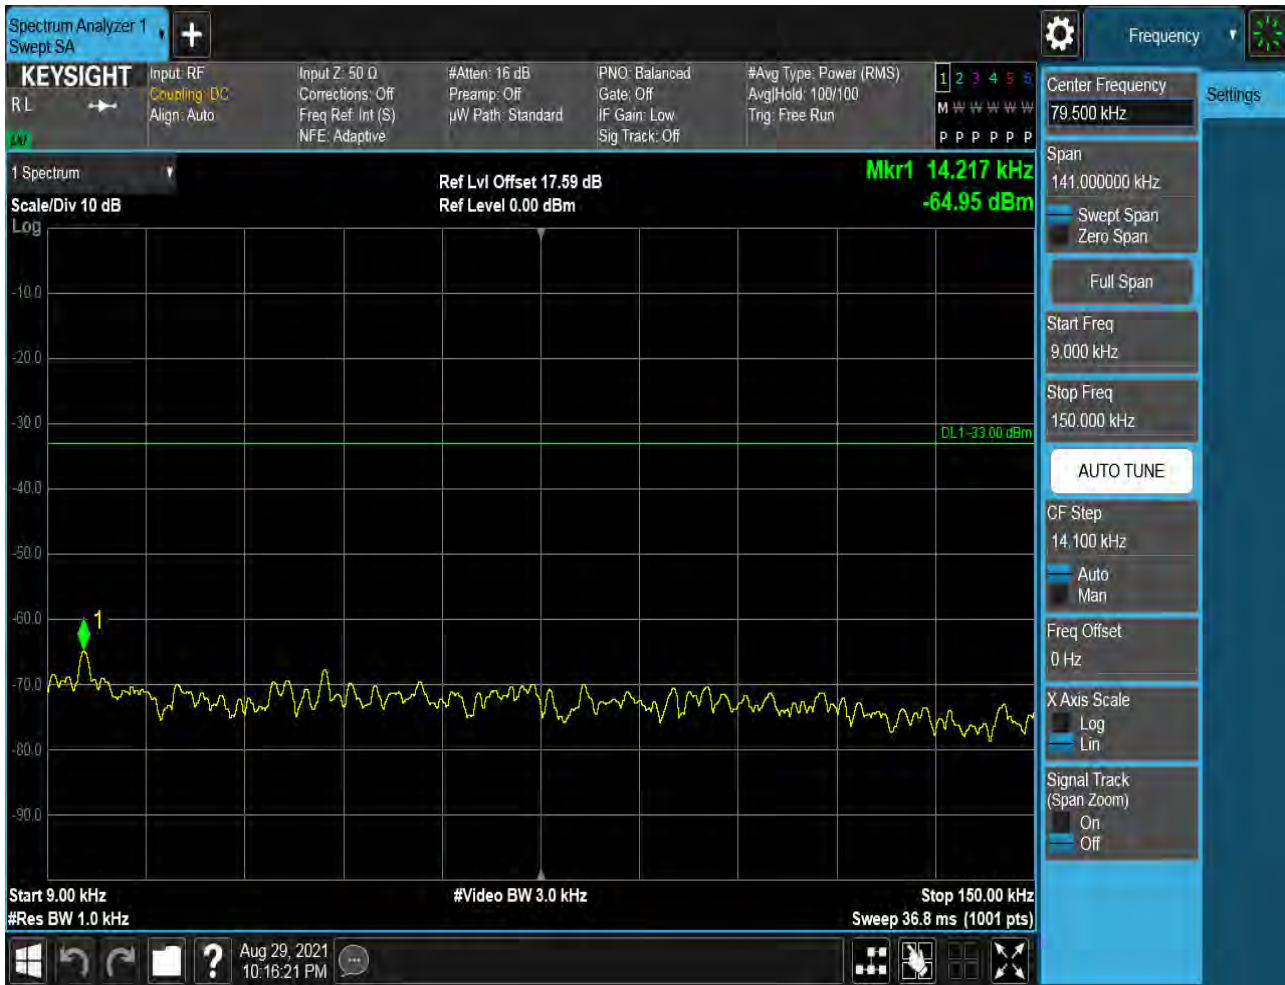 Spectrum Analyzer 1
Swept SA
Frequency
KEYSIGHT
R L
Input: RF
Coupling: DC
Align: Auto
Input Z: 50 Ω
Corrections: Off
Freq Ref: Int (S)
NFE: Adaptive
#Atten: 16 dB
Preamp: Off
µW Path: Standard
PNO: Balanced
Gate: Off
IF Gain: Low
Sig Track: Off
#Avg Type: Power (RMS)
Avg|Hold: 100/100
Trig: Free Run
1 2 3 4 5 6
M W W W W W
P P P P P P
1 Spectrum
Scale/Div 10 dB
Log
Ref Lvl Offset 17.59 dB
Ref Level 0.00 dBm
Mkr1 14.217 kHz
-64.95 dBm
-10.0
-20.0
-30.0
DL1 -33.00 dBm
-40.0
-50.0
-60.0
1
-70.0
-80.0
-90.0
Start 9.00 kHz
#Res BW 1.0 kHz
#Video BW 3.0 kHz
Stop 150.00 kHz
Sweep 36.8 ms (1001 pts)
Center Frequency
79.500 kHz
Settings
Span
141.000000 kHz
Swept Span
Zero Span
Full Span
Start Freq
9.000 kHz
Stop Freq
150.000 kHz
AUTO TUNE
CF Step
14.100 kHz
Auto
Man
Freq Offset
0 Hz
X Axis Scale
Log
Lin
Signal Track
(Span Zoom)
On
Off
?
Aug 29, 2021
10:16:21 PM